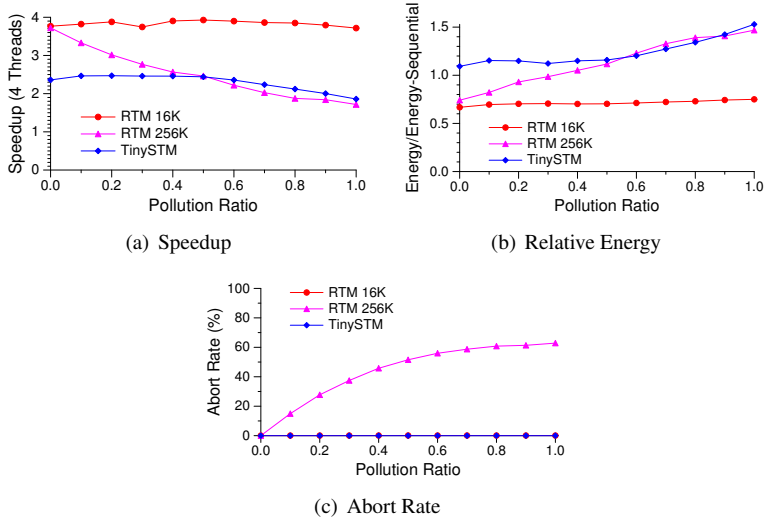 4
3
2
1
0
Speedup (4 Threads)
RTM 16K
RTM 256K
TinySTM
0.0 0.2 0.4 0.6 0.8 1.0
Pollution Ratio
(a) Speedup
1.5
1.0
0.5
0.0
Energy/Energy-Sequential
RTM 16K
RTM 256K
TinySTM
0.0 0.2 0.4 0.6 0.8 1.0
Pollution Ratio
(b) Relative Energy
100
80
60
40
20
0
Abort Rate (%)
RTM 16K
RTM 256K
TinySTM
0.0 0.2 0.4 0.6 0.8 1.0
Pollution Ratio
(c) Abort Rate